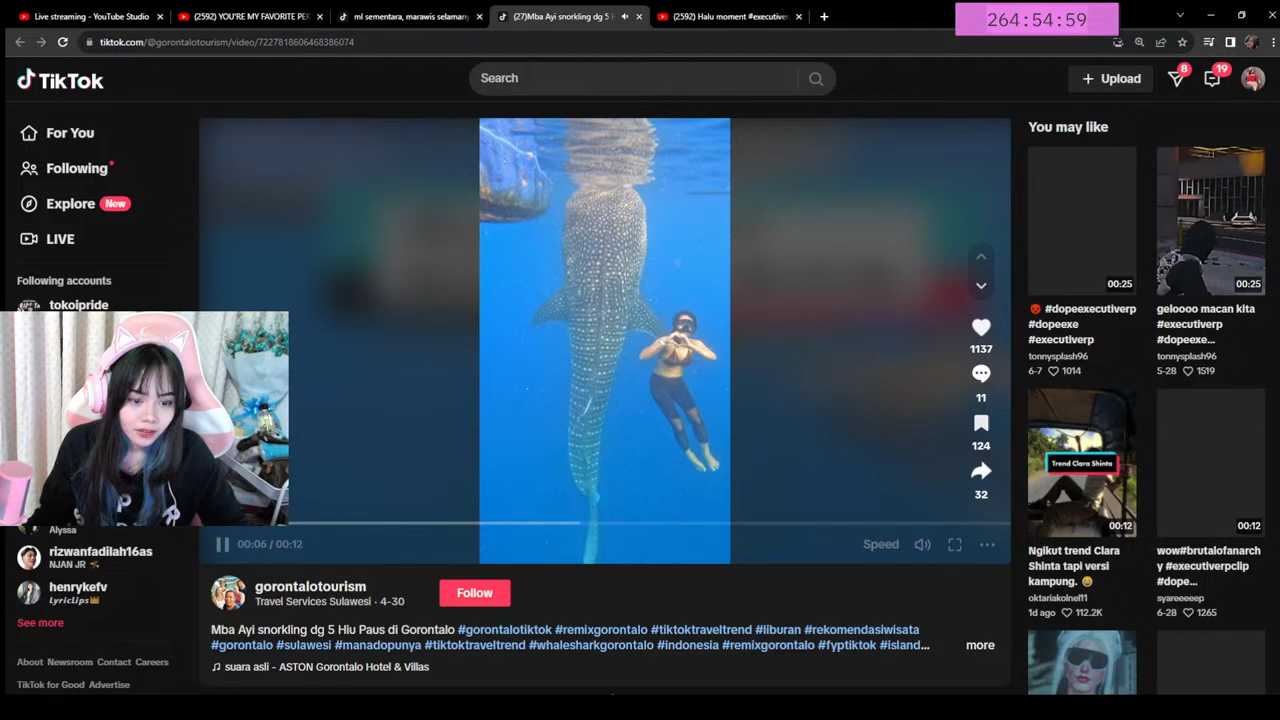 Live streaming - YouTube Studio
(2592) YOU'RE MY FAVORITE PER
ml sementara, marawis selaman
(27)Mba Ayi snorkling dg 5 H
(2592) Halu moment #executive
264:54:59
tiktok.com/@gorontalotourism/video/7227818606468386074
TikTok
Search
Upload
8
19
For You
Following
Explore New
LIVE
Following accounts
tokoipride
Alyssa
rizwanfadilah16as
NJAN JR
henrykefv
LyricLips
See more
About Newsroom Contact Careers
TikTok for Good Advertise
1137
11
124
32
00:06 / 00:12
Speed
gorontalotourism
Travel Services Sulawesi · 4-30
Follow
Mba Ayi snorkling dg 5 Hiu Paus di Gorontalo #gorontalotiktok #remixgorontalo #tiktoktraveltrend #liburan #rekomendasiwisata
#gorontalo #sulawesi #manadopunya #tiktoktraveltrend #whalesharkgorontalo #indonesia #remixgorontalo #fyptiktok #island...
more
suara asli - ASTON Gorontalo Hotel & Villas
You may like
00:25
#dopeexecutiverp
#dopeexe
#executiverp
tonnysplash96
6-7 1014
00:25
geloooo macan kita
#executiverp
#dopeexe...
tonnysplash96
5-28 1519
Trend Clara Shinta
00:12
Ngikut trend Clara
Shinta tapi versi
kampung.
oktariakolnel11
1d ago 112.2K
00:12
wow#brutalofanarch
y #executiverpclip
#dope...
syareeeeep
6-28 1265